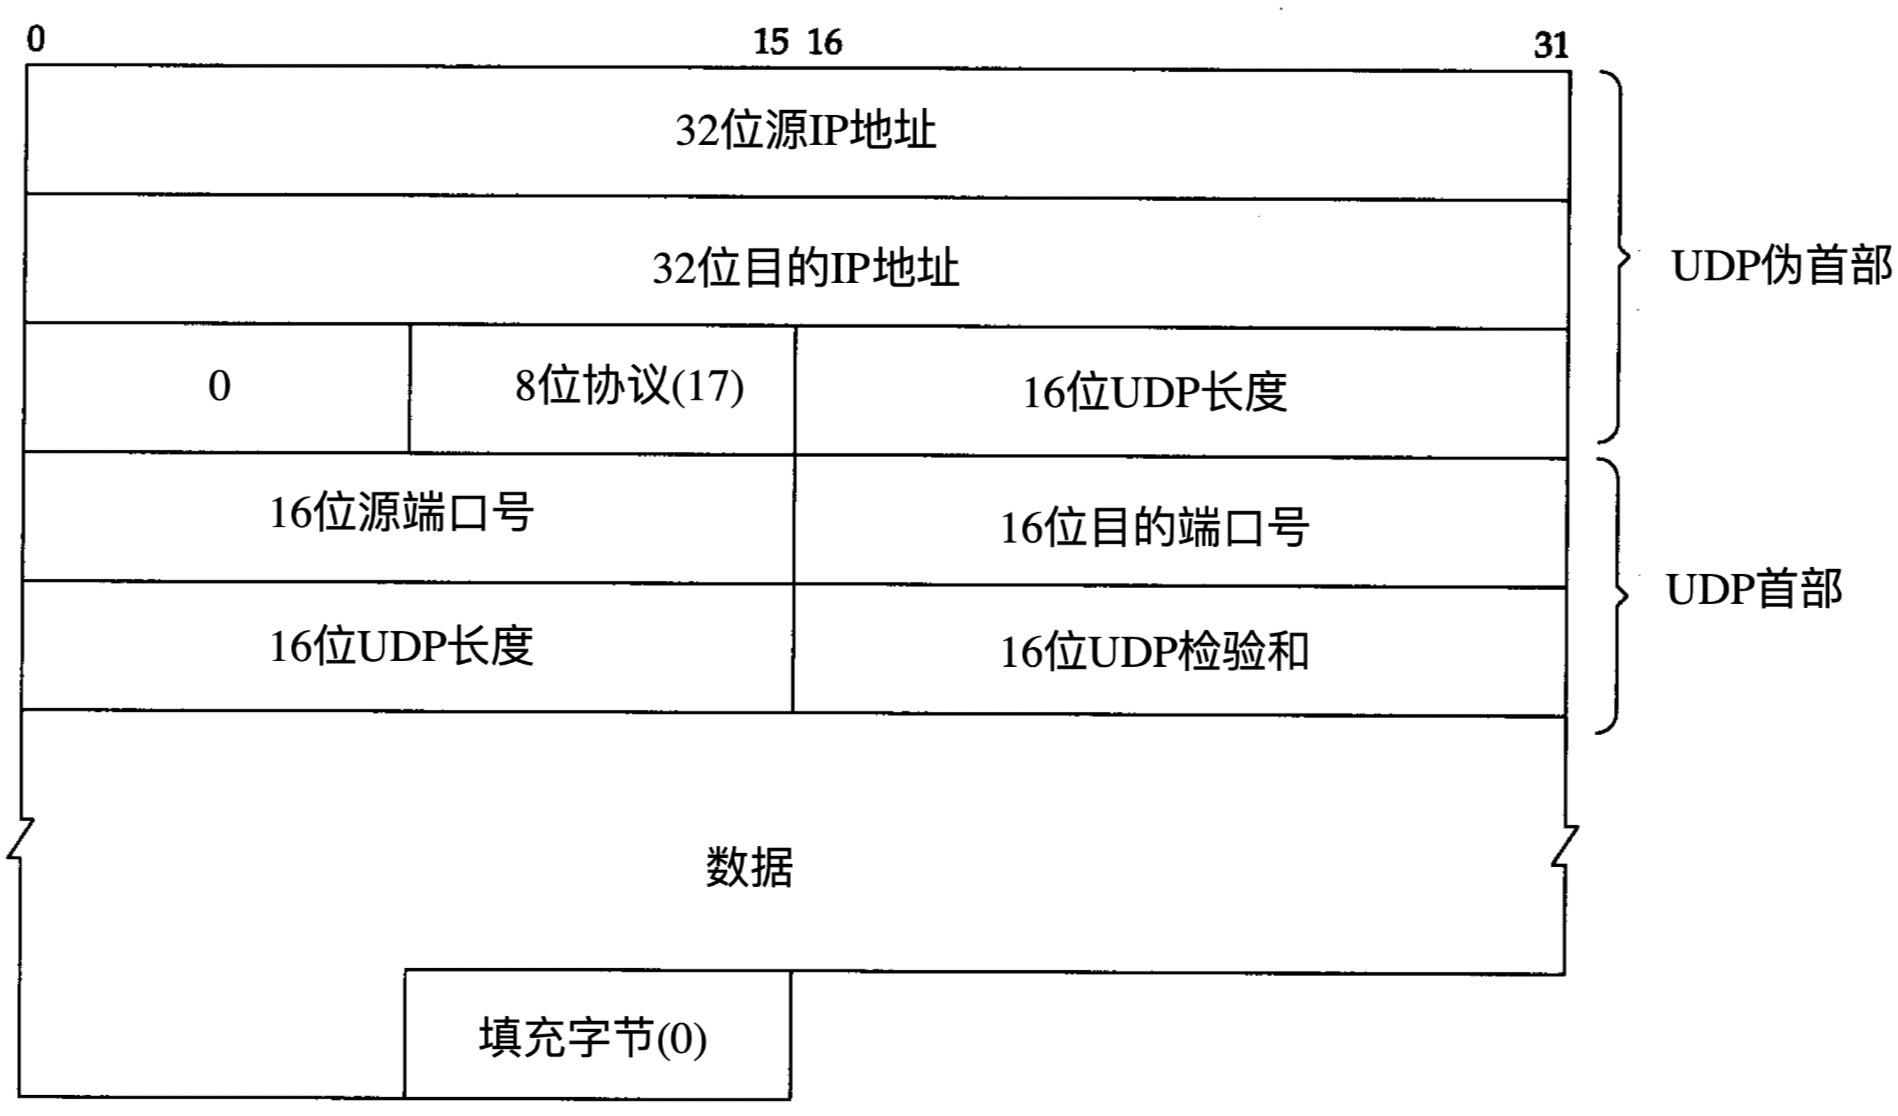 0 15 16 31
32位源IP地址
32位目的IP地址
UDP伪首部
0 8位协议(17) 16位UDP长度
16位源端口号 16位目的端口号
UDP首部
16位UDP长度 16位UDP检验和
数据
填充字节(0)